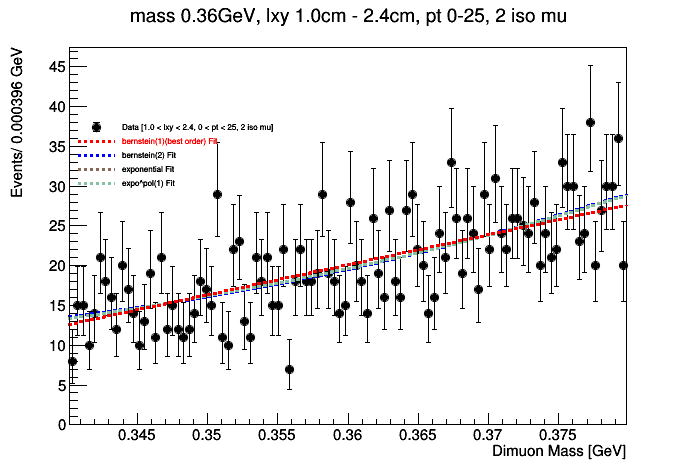 mass 0.36GeV, lxy 1.0cm - 2.4cm, pt 0-25, 2 iso mu
Events/ 0.000396 GeV
45
40
35
30
25
20
15
10
5
0
Data [1.0 < lxy < 2.4, 0 < pt < 25, 2 iso mu]
bernstein(1)(best order) Fit
bernstein(2) Fit
exponential Fit
expo*pol(1) Fit
0.345 0.35 0.355 0.36 0.365 0.37 0.375
Dimuon Mass [GeV]